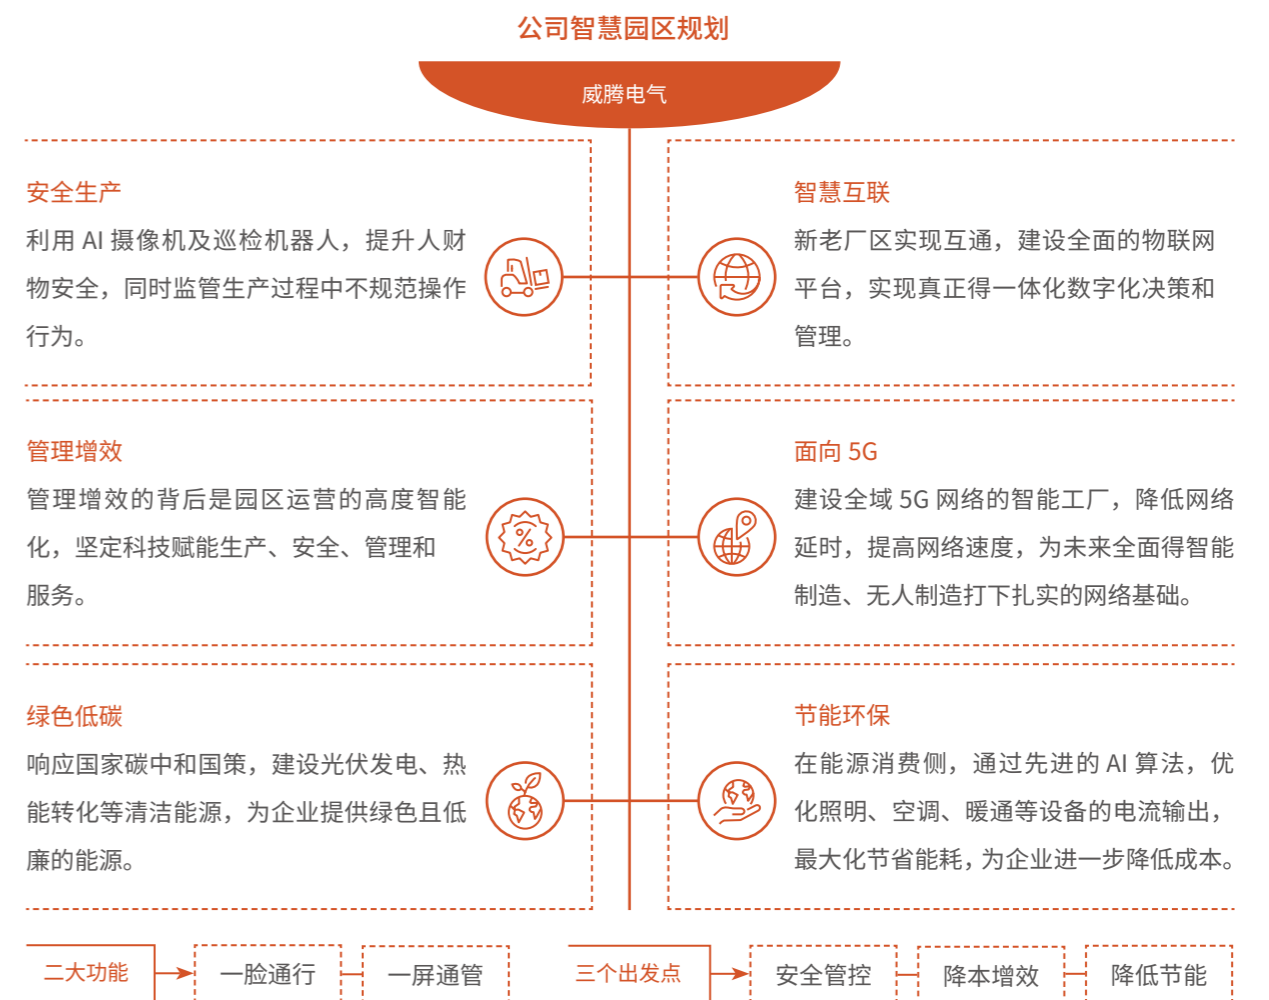 公司智慧园区规划
威腾电气
安全生产
利用 AI 摄像机及巡检机器人，提升人财
物安全，同时监管生产过程中不规范操作
行为。
智慧互联
新老厂区实现互通，建设全面的物联网
平台，实现真正得一体化数字化决策和
管理。
管理增效
管理增效的背后是园区运营的高度智能
化，坚定科技赋能生产、安全、管理和
服务。
面向 5G
建设全域 5G 网络的智能工厂，降低网络
延时，提高网络速度，为未来全面得智能
制造、无人制造打下扎实的网络基础。
绿色低碳
响应国家碳中和国策，建设光伏发电、热
能转化等清洁能源，为企业提供绿色且低
廉的能源。
节能环保
在能源消费侧，通过先进的 AI 算法，优
化照明、空调、暖通等设备的电流输出，
最大化节省能耗，为企业进一步降低成本。
二大功能
一脸通行
一屏通管
三个出发点
安全管控
降本增效
降低节能